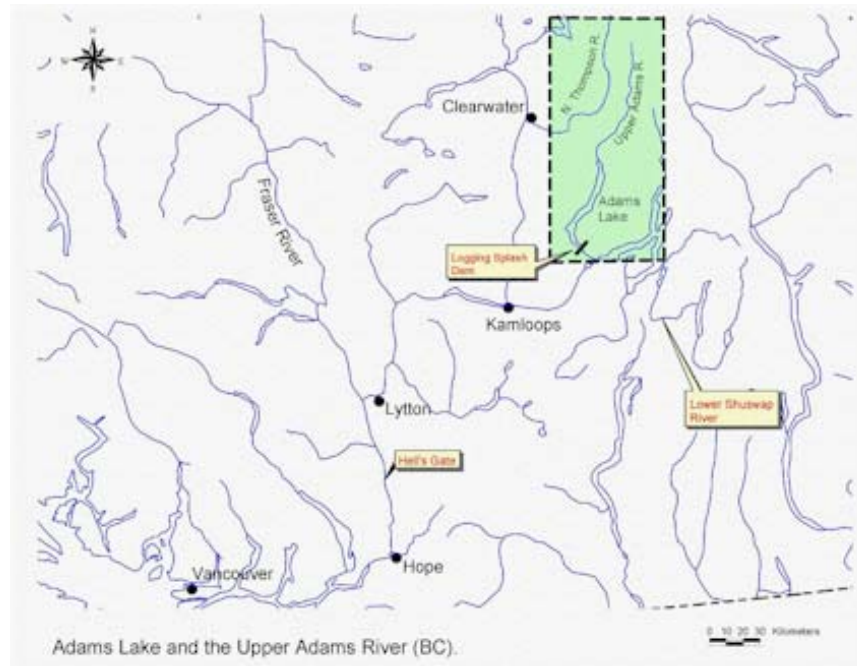 N
W E
S
N. Thompson R.
Upper Adams R.
Clearwater
Fraser River
Adams
Lake
Logging Splash
Dam
Kamloops
Lower Shuswap
River
Lytton
Hell's Gate
Hope
Vancouver
0 10 20 30 Kilometers
Adams Lake and the Upper Adams River (BC).